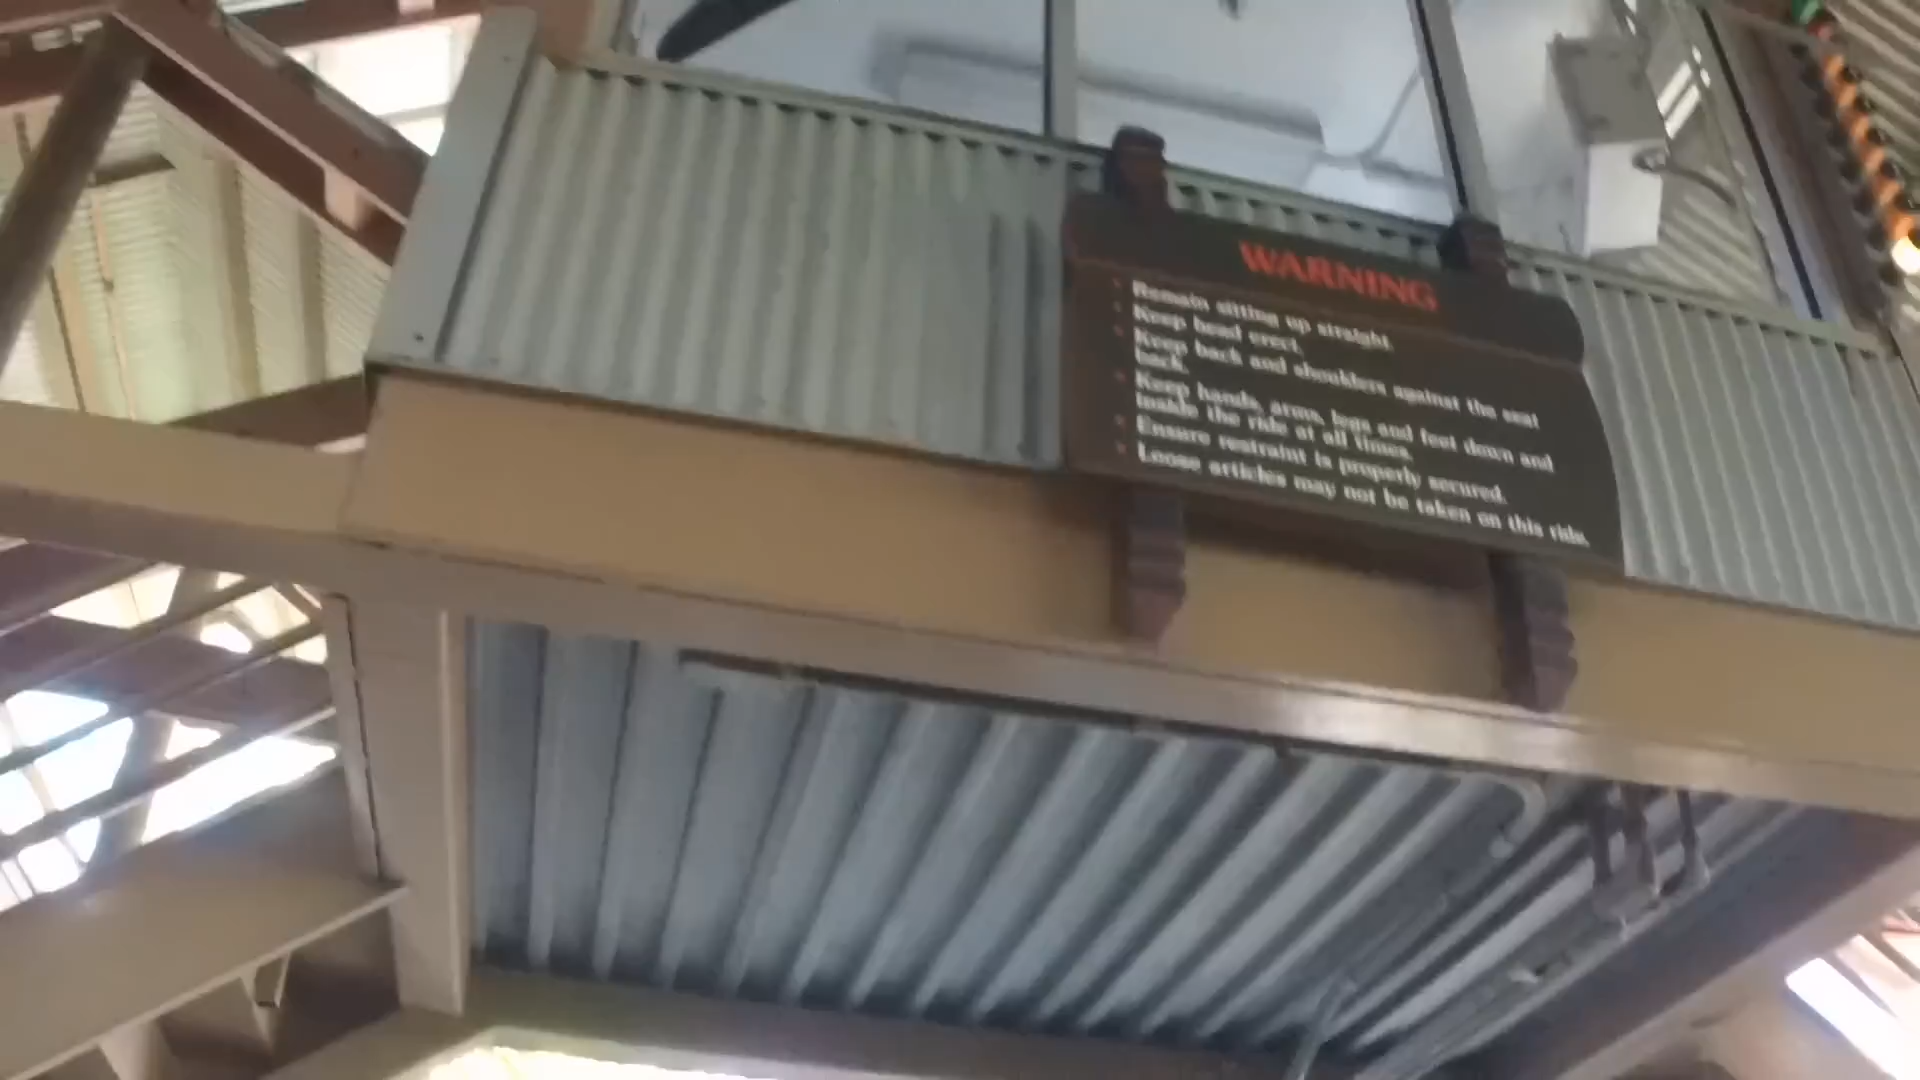 WARNING
Remain sitting up straight.
Keep head erect.
Keep back and shoulders against the seat
back.
Keep hands, arms, legs and feet down and
inside the ride at all times.
Ensure restraint is properly secured.
Loose articles may not be taken on this ride.